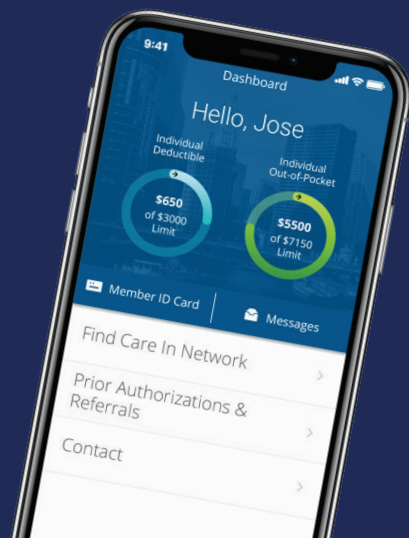 9:41
Dashboard
Hello, Jose
Individual
Deductible
$650
of $3000
Limit
Individual
Out-of-Pocket
$5500
of $7150
Limit
Member ID Card
Messages
Find Care In Network
Prior Authorizations &
Referrals
Contact